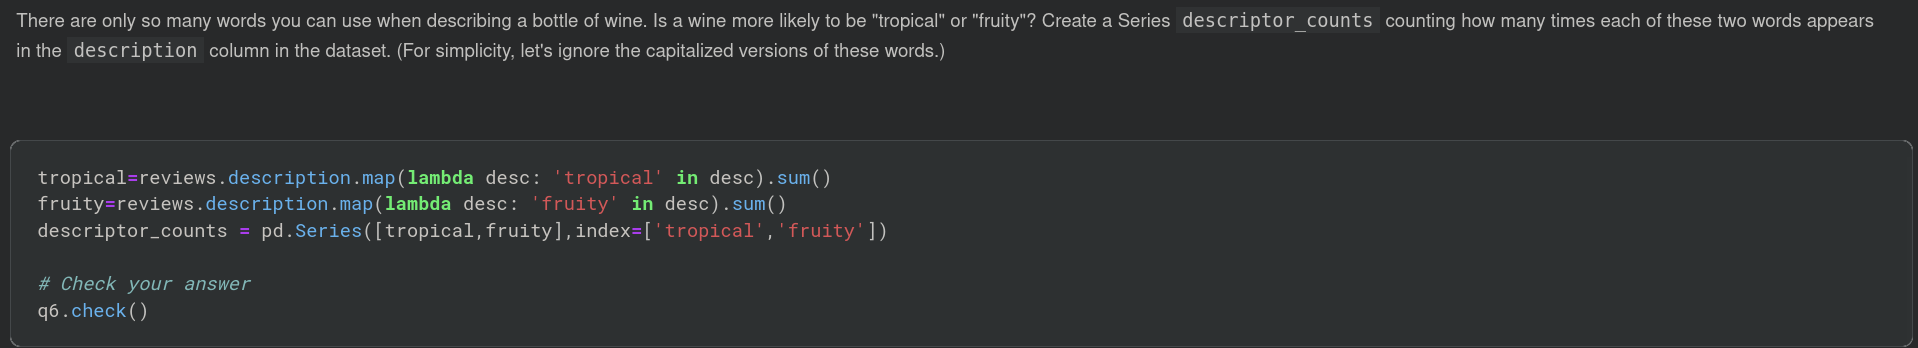 There are only so many words you can use when describing a bottle of wine. Is a wine more likely to be "tropical" or "fruity"? Create a Series descriptor_counts counting how many times each of these two words appears
in the description column in the dataset. (For simplicity, let's ignore the capitalized versions of these words.)
tropical=reviews.description.map(lambda desc: 'tropical' in desc).sum()
fruity=reviews.description.map(lambda desc: 'fruity' in desc).sum()
descriptor_counts = pd.Series([tropical,fruity],index=['tropical','fruity'])
# Check your answer
q6.check()